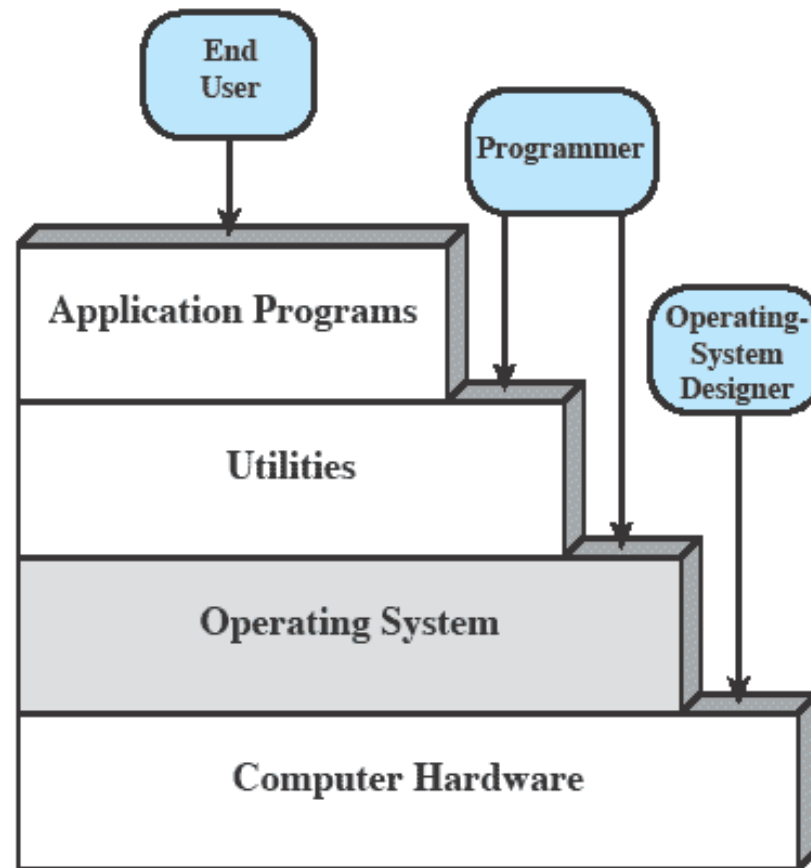 End
User
Programmer
Application Programs
Operating-
System
Designer
Utilities
Operating System
Computer Hardware